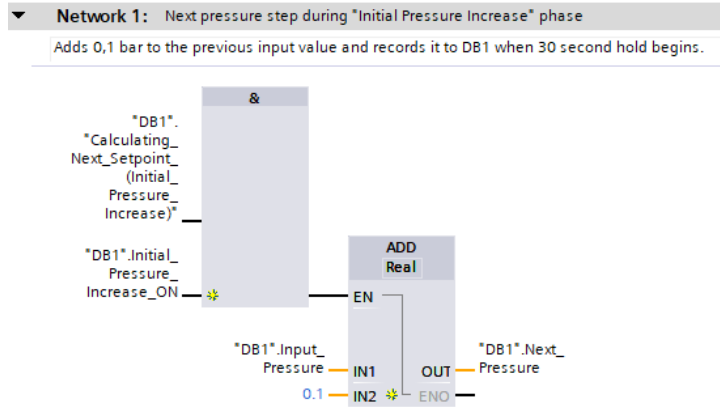 Network 1: Next pressure step during "Initial Pressure Increase" phase
Adds 0,1 bar to the previous input value and records it to DB1 when 30 second hold begins.
&
"DB1".
"Calculating_
Next_Setpoint_
(Initial_
Pressure_
Increase)"
"DB1".Initial_
Pressure_
Increase_ON
ADD
Real
EN
"DB1".Input_
Pressure
IN1
OUT
"DB1".Next_
Pressure
0.1
IN2
ENO